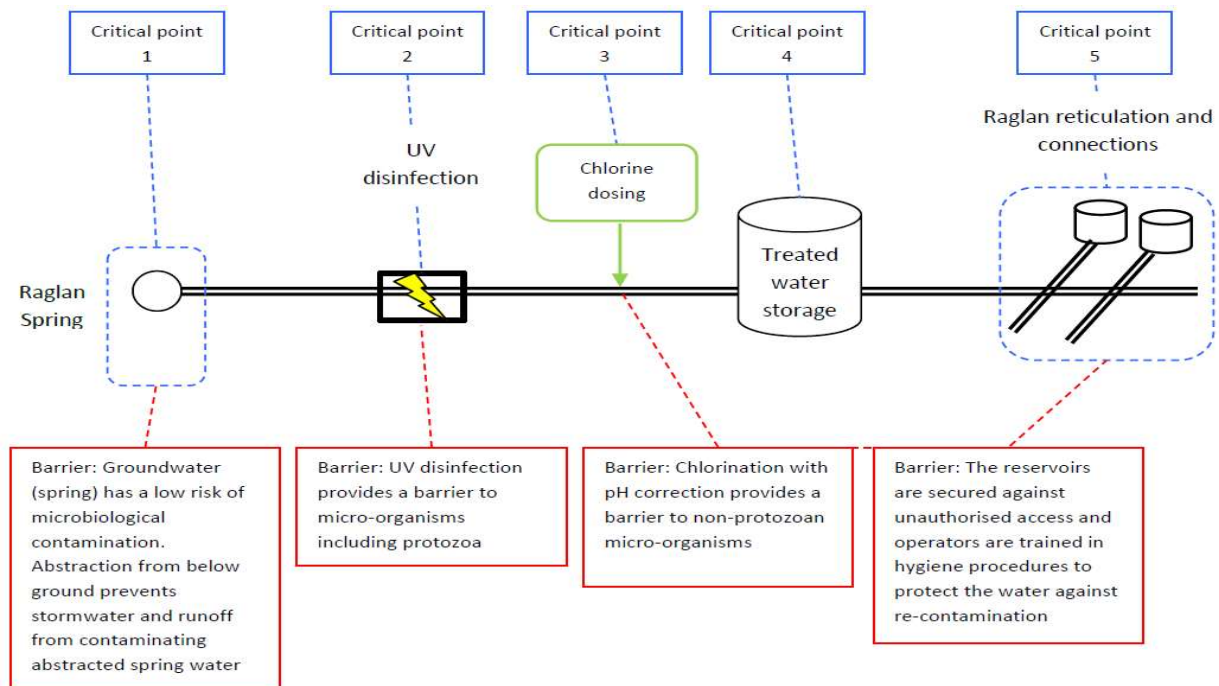 Critical point
1
Critical point
2
Critical point
3
Critical point
4
Critical point
5
Raglan reticulation and
connections
UV
disinfection
Chlorine
dosing
Raglan
Spring
Treated
water
storage
Barrier: Groundwater
(spring) has a low risk of
microbiological
contamination.
Abstraction from below
ground prevents
stormwater and runoff
from contaminating
abstracted spring water
Barrier: UV disinfection
provides a barrier to
micro-organisms
including protozoa
Barrier: Chlorination with
pH correction provides a
barrier to non-protozoan
micro-organisms
Barrier: The reservoirs
are secured against
unauthorised access and
operators are trained in
hygiene procedures to
protect the water against
re-contamination